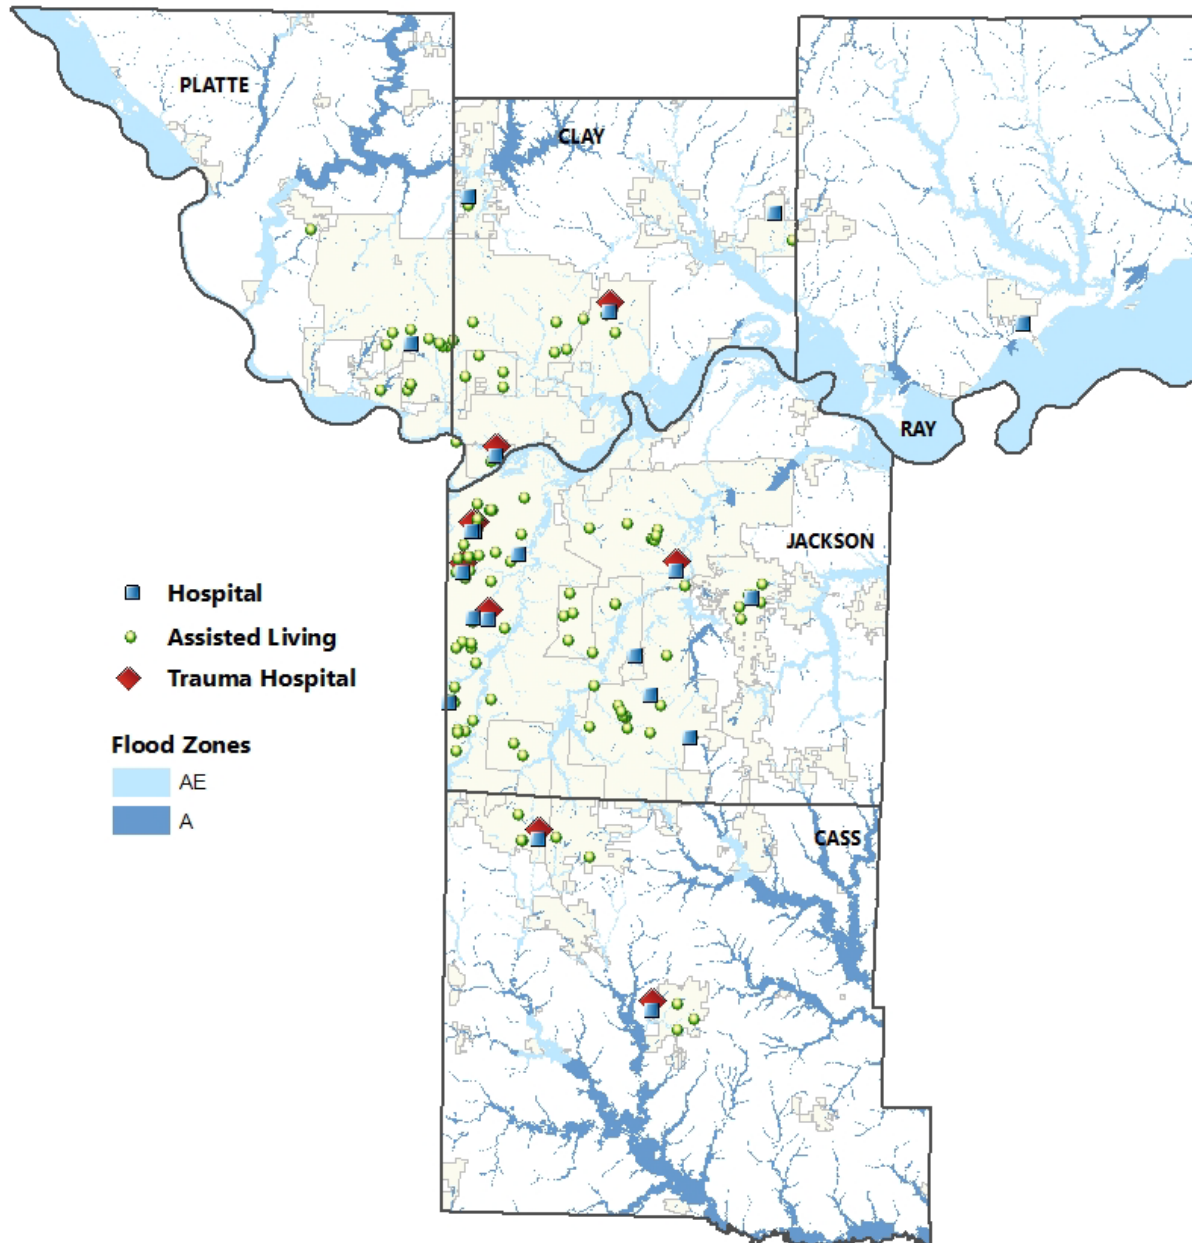 PLATTE
CLAY
RAY
JACKSON
Hospital
Assisted Living
Trauma Hospital
Flood Zones
AE
A
CASS